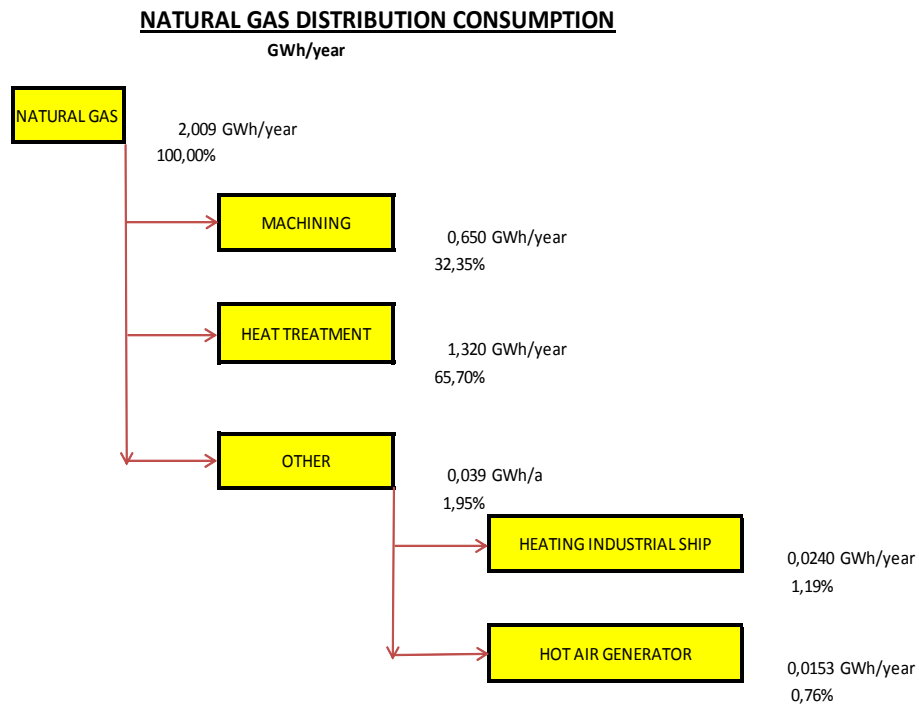 NATURAL GAS DISTRIBUTION CONSUMPTION
GWh/year
NATURAL GAS
2,009 GWh/year
100,00%
MACHINING
0,650 GWh/year
32,35%
HEAT TREATMENT
1,320 GWh/year
65,70%
OTHER
0,039 GWh/a
1,95%
HEATING INDUSTRIAL SHIP
0,0240 GWh/year
1,19%
HOT AIR GENERATOR
0,0153 GWh/year
0,76%